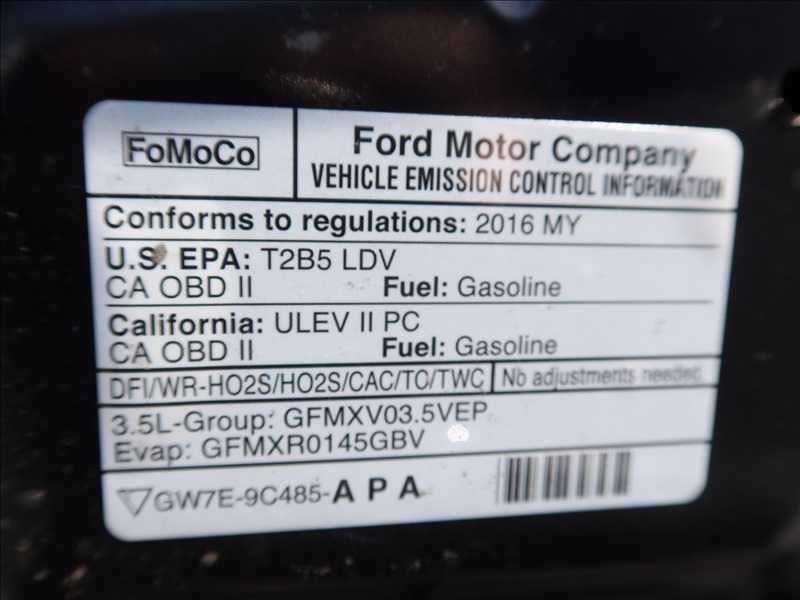 FoMoCo
Ford Motor Company
VEHICLE EMISSION CONTROL INFORMATION
Conforms to regulations: 2016 MY
U.S. EPA: T2B5 LDV
CA OBD II Fuel: Gasoline
California: ULEV II PC
CA OBD II Fuel: Gasoline
DFI/WR-HO2S/HO2S/CAC/TC/TWC No adjustments needed.
3.5L-Group: GFMXV03.5VEP
Evap: GFMXR0145GBV
GW7E-9C485-APA